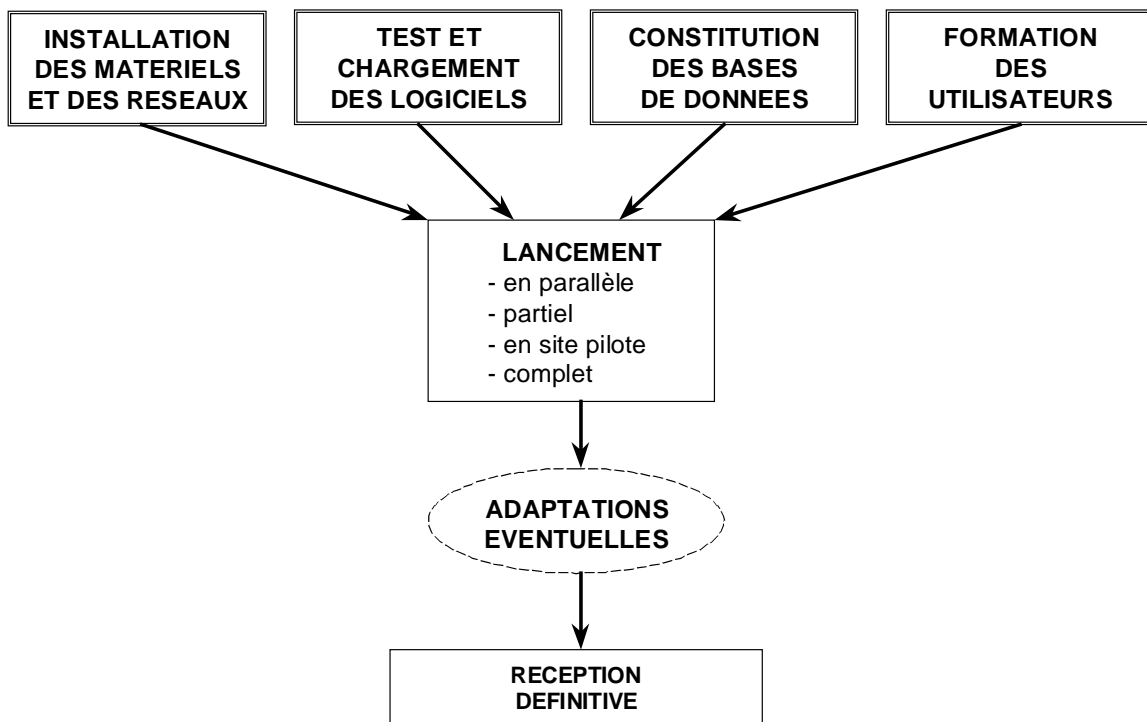 INSTALLATION
DES MATERIELS
ET DES RESEAUX
TEST ET
CHARGEMENT
DES LOGICIELS
CONSTITUTION
DES BASES
DE DONNEES
FORMATION
DES
UTILISATEURS
LANCEMENT
- en parallèle
- partiel
- en site pilote
- complet
ADAPTATIONS
EVENTUELLES
RECEPTION
DEFINITIVE